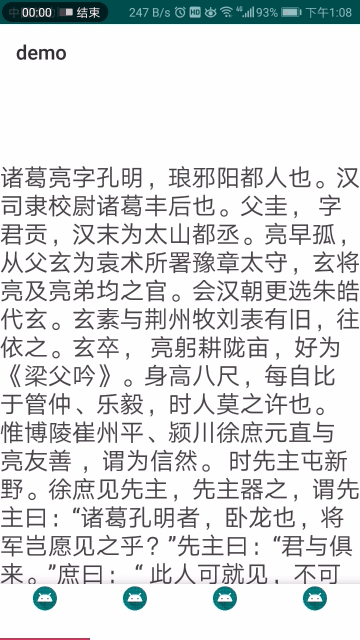 00:00 结束 247 B/s HD 4G 93% 下午1:08
demo
诸葛亮字孔明，琅邪阳都人也。汉
司隶校尉诸葛丰后也。父圭， 字
君贡，汉末为太山都丞。亮早孤，
从父玄为袁术所署豫章太守，玄将
亮及亮弟均之官。会汉朝更选朱皓
代玄。玄素与荆州牧刘表有旧，往
依之。玄卒， 亮躬耕陇亩，好为
《梁父吟》。身高八尺，每自比
于管仲、乐毅，时人莫之许也。
惟博陵崔州平、颍川徐庶元直与
亮友善 ，谓为信然。 时先主屯新
野。徐庶见先主，先主器之，谓先
主曰：“诸葛孔明者，卧龙也，将
军岂愿见之乎？”先主曰：“君与俱
来。”庶曰：“ 此人可就见，不可